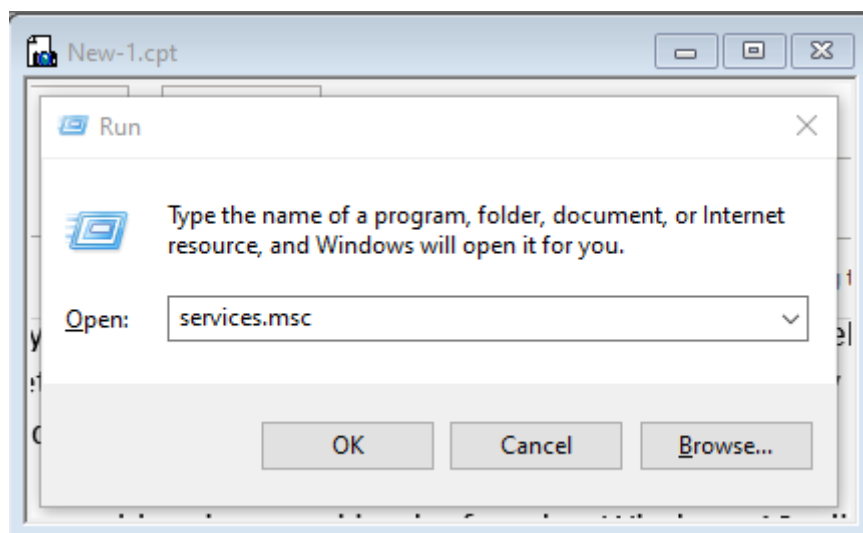 New-1.cpt
Run
Type the name of a program, folder, document, or Internet
resource, and Windows will open it for you.
Open: services.msc
OK Cancel Browse...